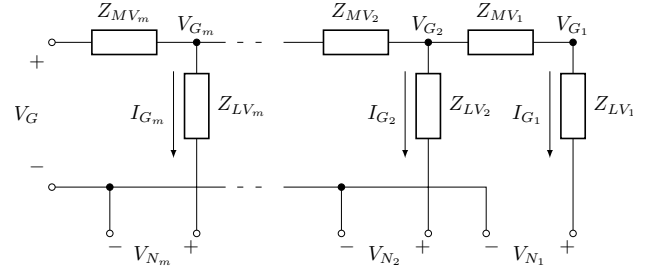 Z_{MV_m} V_{G_m} Z_{MV_2} V_{G_2} Z_{MV_1} V_{G_1}
+
V_G I_{G_m} Z_{LV_m} I_{G_2} Z_{LV_2} I_{G_1} Z_{LV_1}
−
− V_{N_m} + − V_{N_2} + − V_{N_1} +